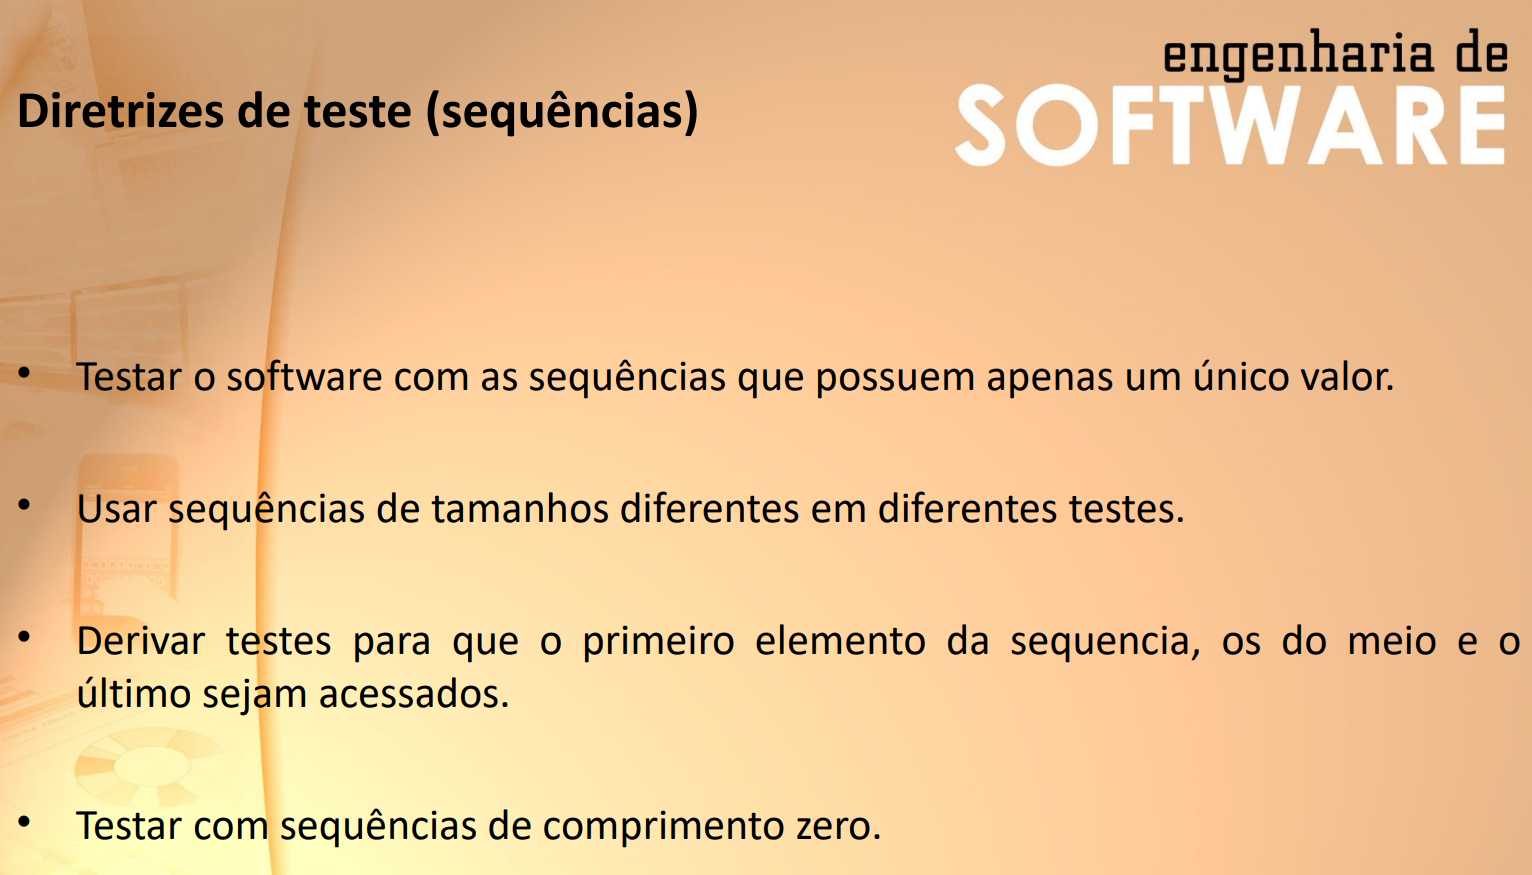 engenharia de
SOFTWARE
Diretrizes de teste (sequências)
• Testar o software com as sequências que possuem apenas um único valor.
• Usar sequências de tamanhos diferentes em diferentes testes.
• Derivar testes para que o primeiro elemento da sequencia, os do meio e o
último sejam acessados.
• Testar com sequências de comprimento zero.